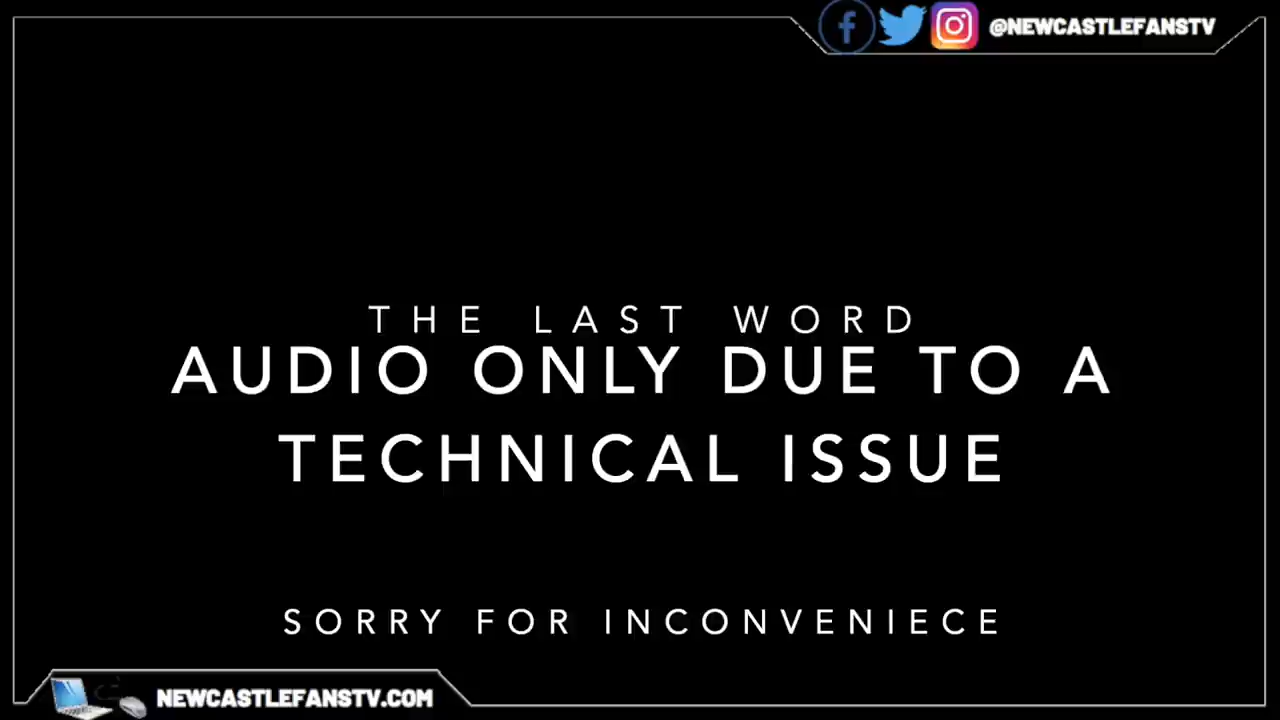 @NEWCASTLEFANSTV
THE LAST WORD
AUDIO ONLY DUE TO A
TECHNICAL ISSUE
SORRY FOR INCONVENIECE
NEWCASTLEFANSTV.COM